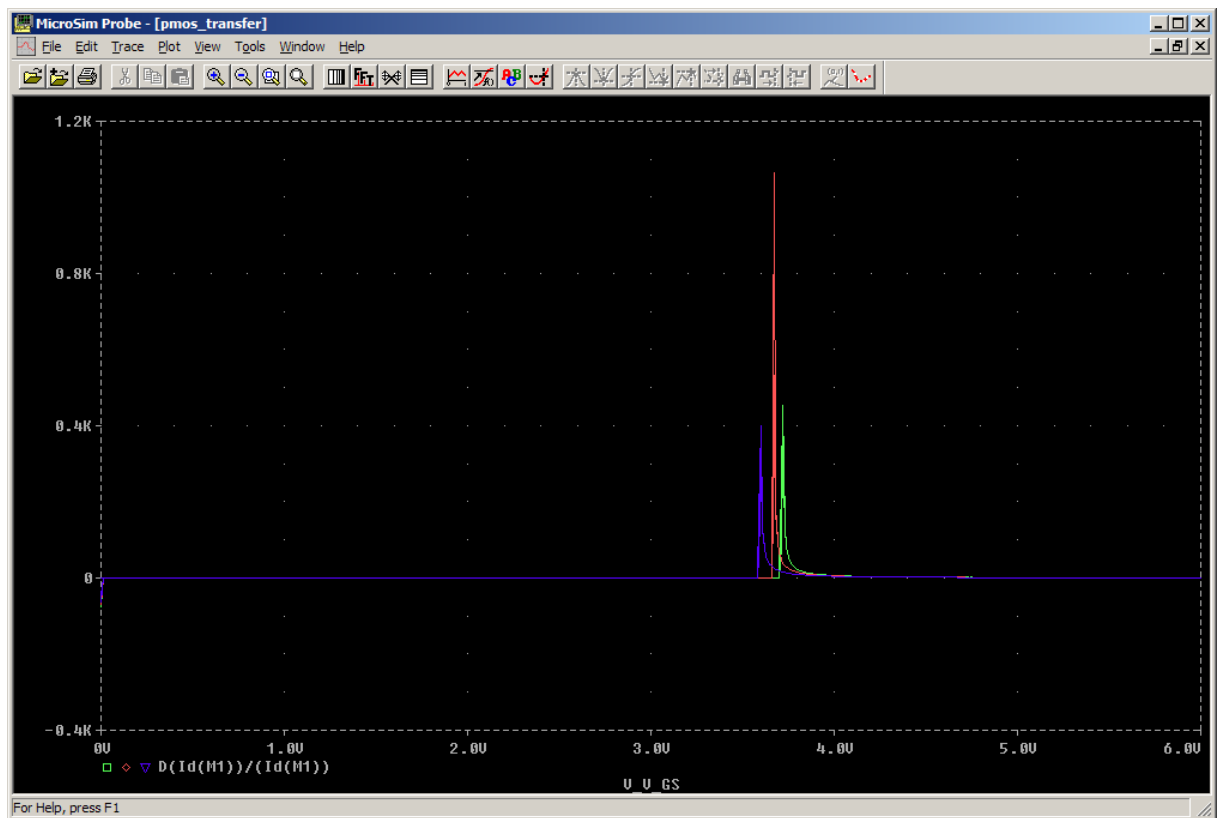 MicroSim Probe - [pmos_transfer]
File Edit Trace Plot View Tools Window Help
FFT ABC
1.2K
0.8K
0.4K
0
-0.4K
0V 1.0V 2.0V 3.0V 4.0V 5.0V 6.0V
D(Id(M1))/(Id(M1))
V_V_GS
For Help, press F1